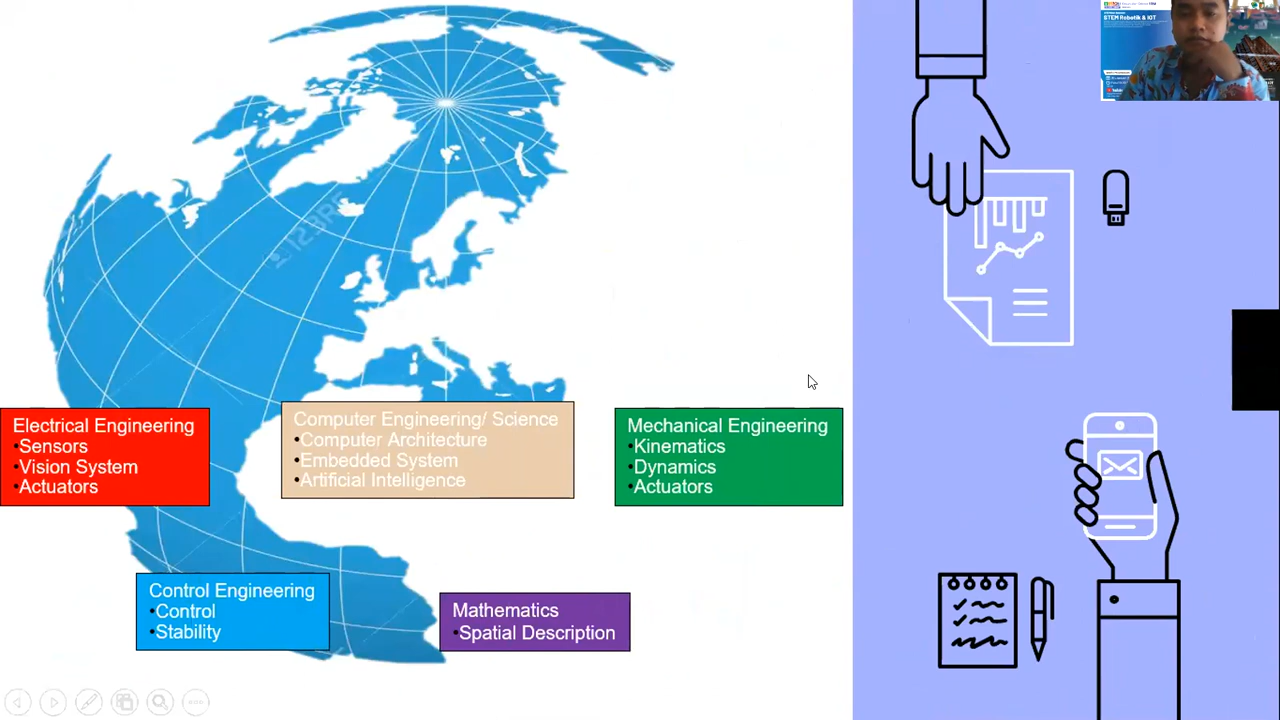 STEM Robotik & IOT
123RF
Electrical Engineering
•Sensors
•Vision System
•Actuators
Computer Engineering/ Science
•Computer Architecture
•Embedded System
•Artificial Intelligence
Mechanical Engineering
•Kinematics
•Dynamics
•Actuators
Control Engineering
•Control
•Stability
Mathematics
•Spatial Description